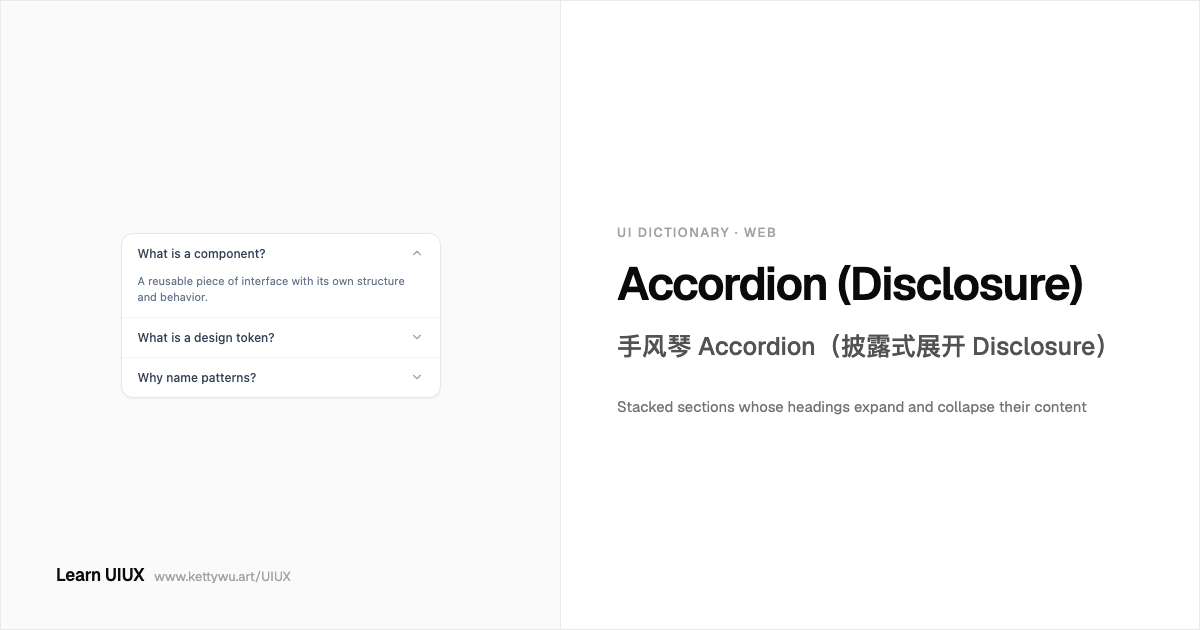 What is a component?
A reusable piece of interface with its own structure
and behavior.
What is a design token?
Why name patterns?
Learn UIUX www.kettywu.art/UIUX
UI DICTIONARY · WEB
Accordion (Disclosure)
手风琴 Accordion（披露式展开 Disclosure）
Stacked sections whose headings expand and collapse their content